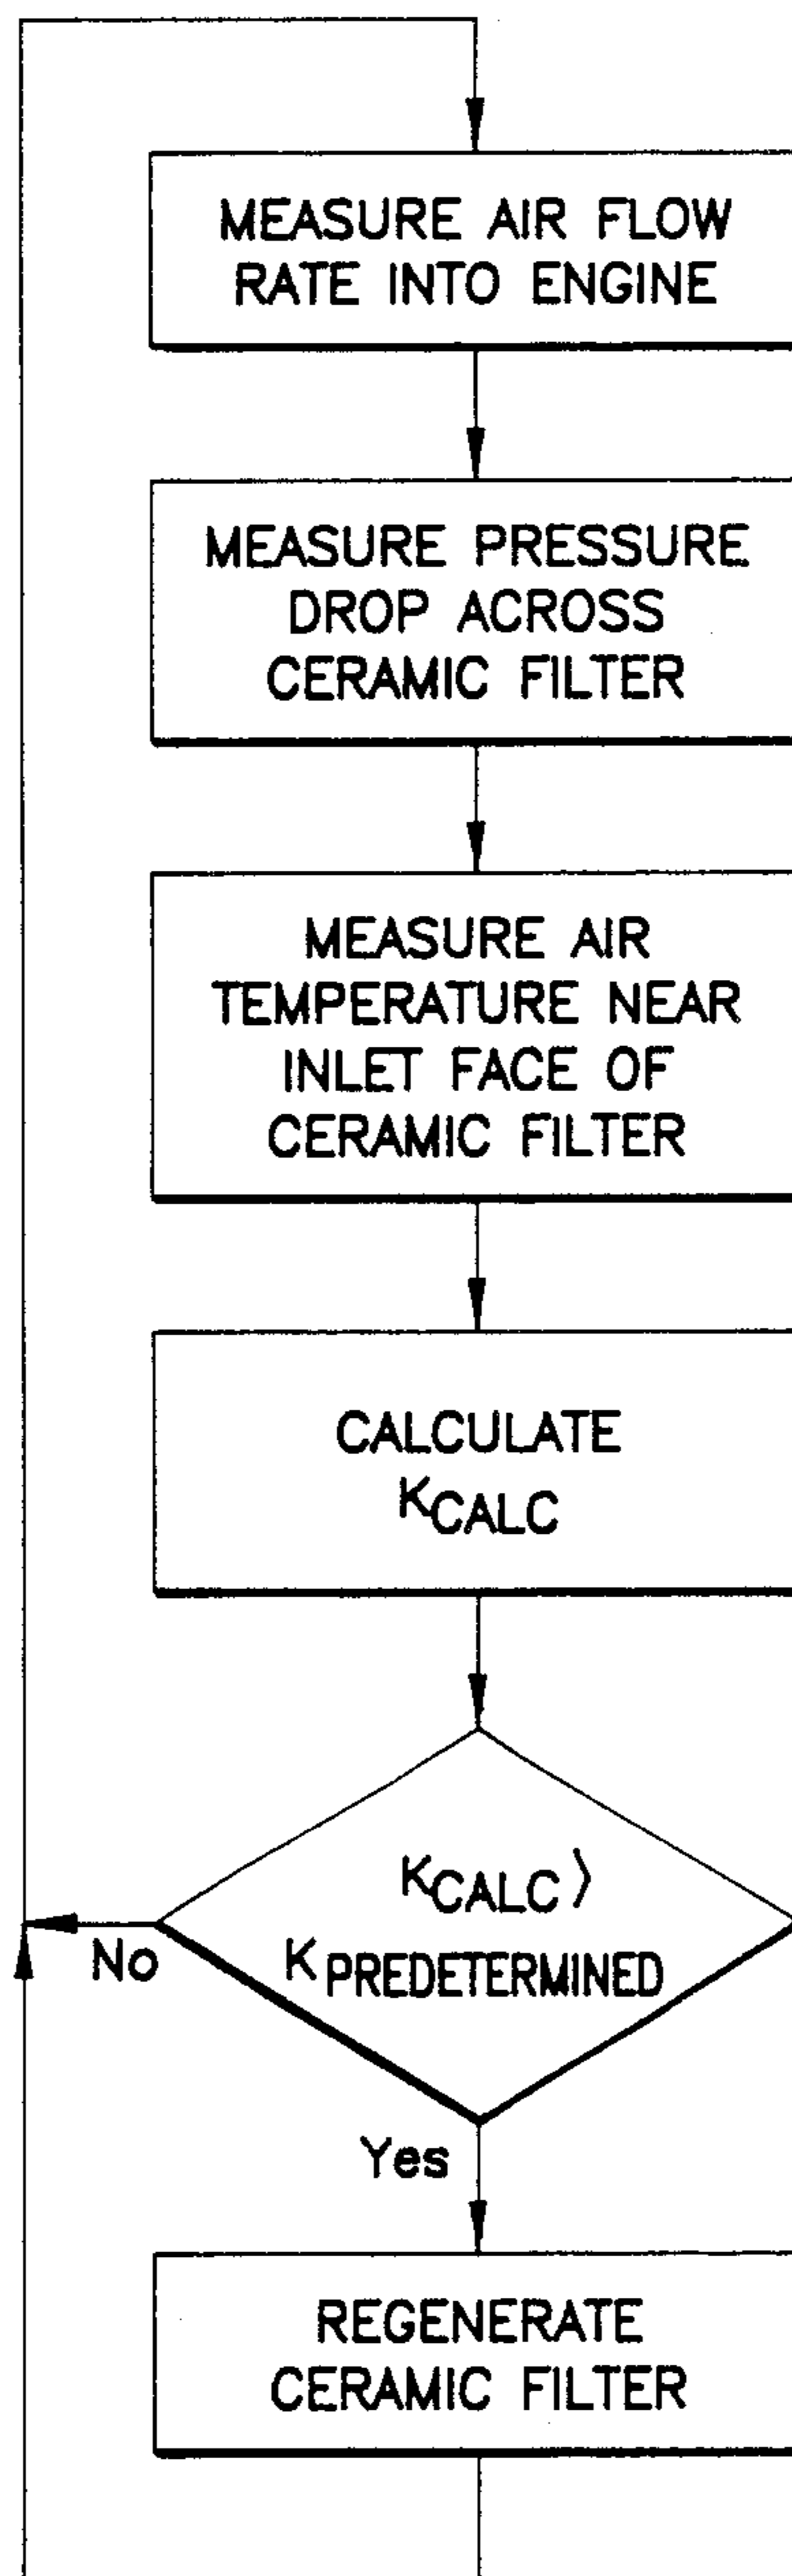 MEASURE AIR FLOW
RATE INTO ENGINE
MEASURE PRESSURE
DROP ACROSS
CERAMIC FILTER
MEASURE AIR
TEMPERATURE NEAR
INLET FACE OF
CERAMIC FILTER
CALCULATE
KCALC
KCALC >
K PREDETERMINED
No
Yes
REGENERATE
CERAMIC FILTER